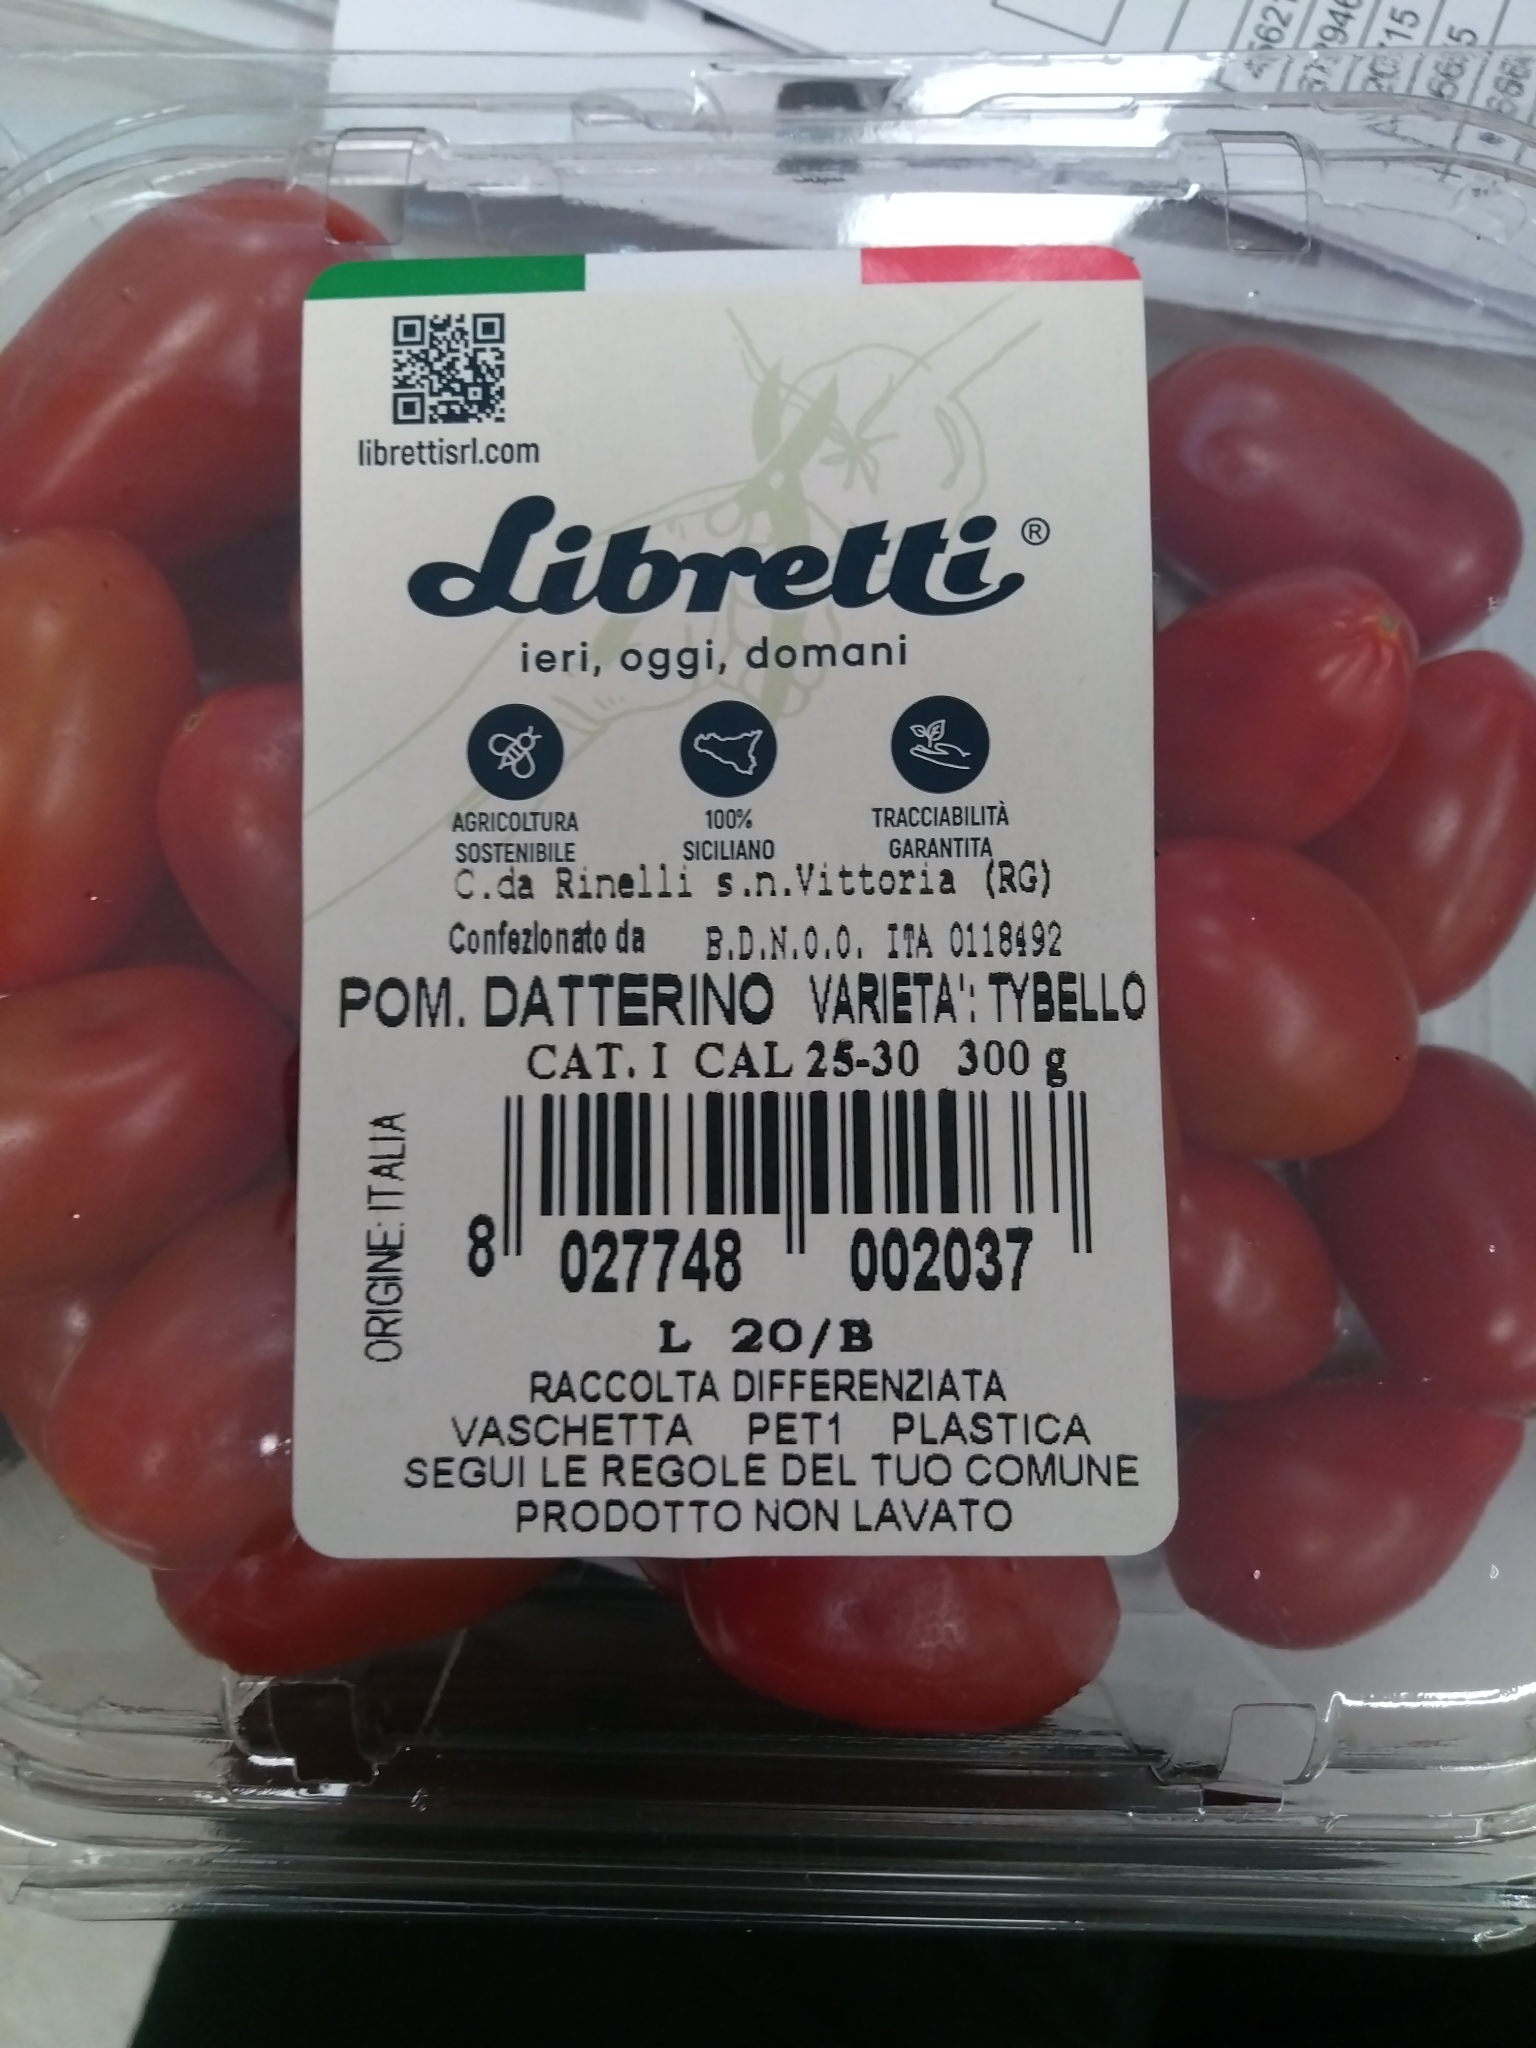 librettisrl.com
Libretti®
ieri, oggi, domani
AGRICOLTURA
SOSTENIBILE
100%
SICILIANO
TRACCIABILITÀ
GARANTITA
C.da Rinelli s.n.Vittoria (RG)
Confezionato da B.D.N.O.O. ITA 0118492
POM. DATTERINO VARIETA': TYBELLO
CAT. I CAL 25-30 300 g
ORIGINE: ITALIA
8 027748 002037
L 20/B
RACCOLTA DIFFERENZIATA
VASCHETTA PET1 PLASTICA
SEGUI LE REGOLE DEL TUO COMUNE
PRODOTTO NON LAVATO